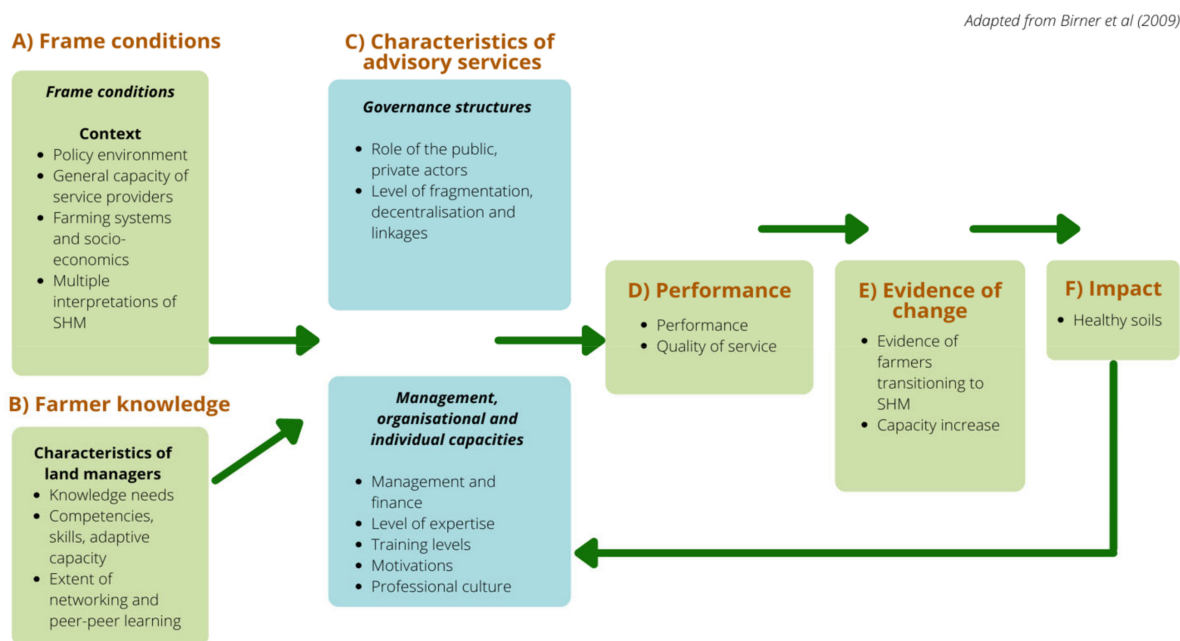 Adapted from Birner et al (2009)
A) Frame conditions
Frame conditions
Context
• Policy environment
• General capacity of
service providers
• Farming systems
and socio-
economics
• Multiple
interpretations of
SHM
B) Farmer knowledge
Characteristics of
land managers
• Knowledge needs
• Competencies,
skills, adaptive
capacity
• Extent of
networking and
peer-peer learning
C) Characteristics of
advisory services
Governance structures
• Role of the public,
private actors
• Level of fragmentation,
decentralisation and
linkages
Management,
organisational and
individual capacities
• Management and
finance
• Level of expertise
• Training levels
• Motivations
• Professional culture
D) Performance
• Performance
• Quality of service
E) Evidence of
change
• Evidence of
farmers
transitioning to
SHM
• Capacity increase
F) Impact
• Healthy soils